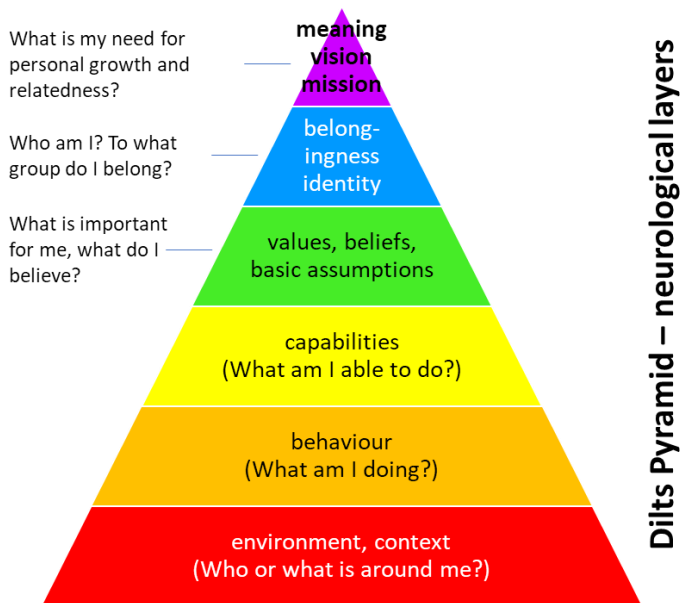 What is my need for
personal growth and
relatedness?
meaning
vision
mission
Who am I? To what
group do I belong?
belong-
ingness
identity
What is important
for me, what do I
believe?
values, beliefs,
basic assumptions
capabilities
(What am I able to do?)
behaviour
(What am I doing?)
environment, context
(Who or what is around me?)
Dilts Pyramid – neurological layers